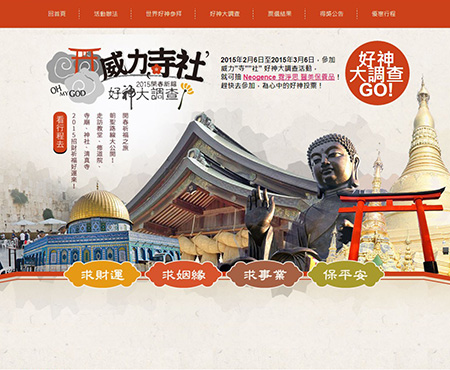 回首頁
活動辦法
世界好神參拜
好神大調查
票選結果
得獎公告
優惠行程
威力寺社'
2015開春祈福
好神大調查
OH MY GOD
2015年2月6日至2015年3月6日，參加
威力"寺""社" 好神大調查活動，
就可抽 Neogence 霓淨思 醫美保養品！
趕快去參加，為心中的好神投票！
好神
大調查
GO!
看行程去
開春祈福之旅
朝聖路線大公開！
走訪教堂、修道院、
寺廟、神社、清真寺
2015招財祈福好運來！
求財運
求姻緣
求事業
保平安